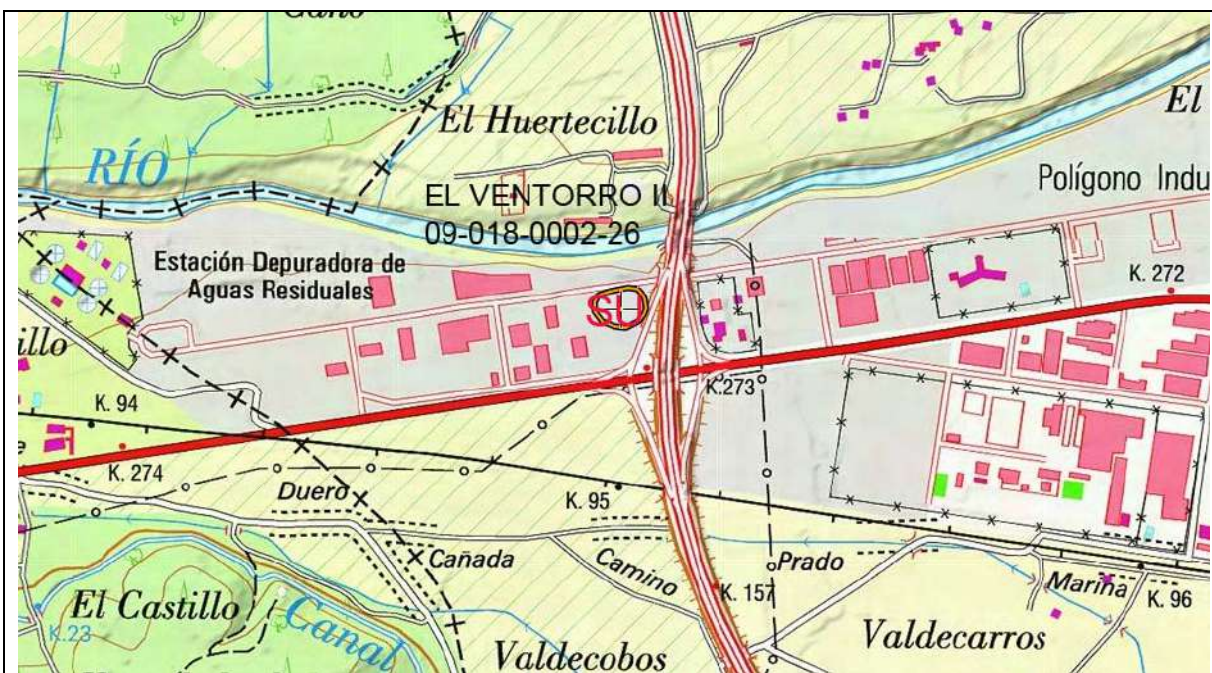 Cano
El Huertecillo
El
RÍO
EL VENTORRO II
09-018-0002-26
Polígono Indu
Estación Depuradora de
Aguas Residuales
SU
K. 272
illo
K. 273
K. 94
K. 274
Duero
K. 95
Cañada
Camino
Prado
K. 157
Marina
K. 96
El Castillo
K.23
Canal
Valdecobos
Valdecarros